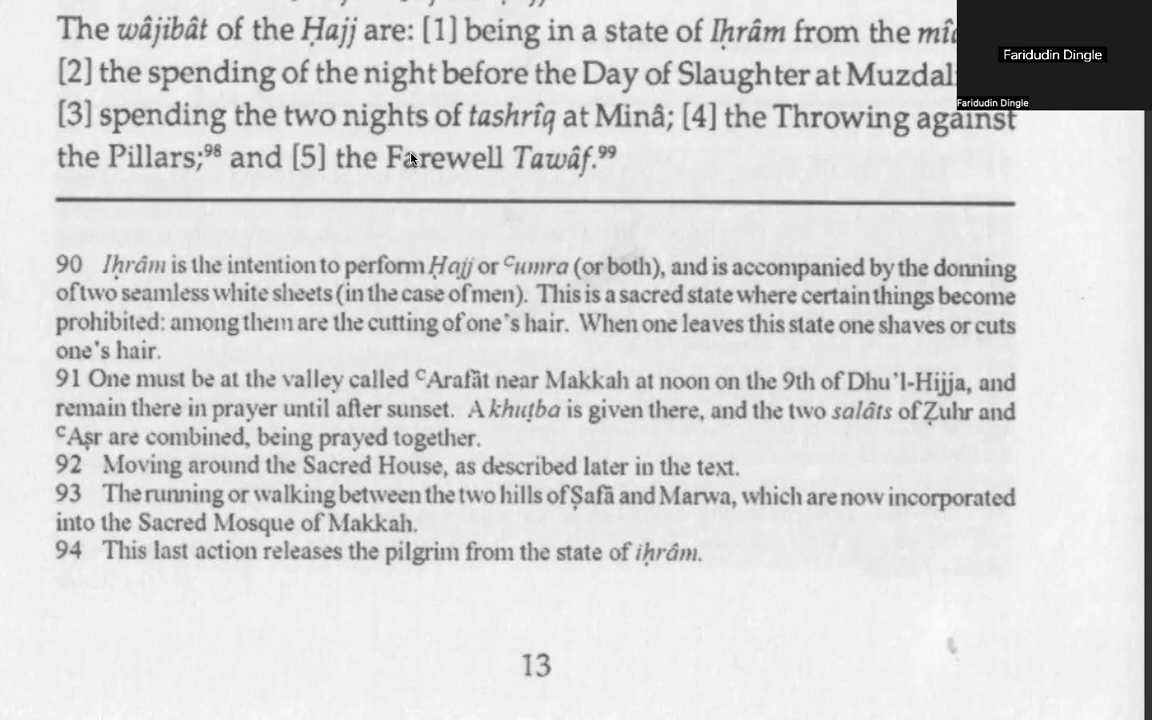 The wâjibât of the Ḥajj are: [1] being in a state of Iḥrâm from the
Faridudin Dingle
[2] the spending of the night before the Day of Slaughter at
Faridudin Dingle
[3] spending the two nights of tashrîq at Minâ; [4] the Throwing against
the Pillars;⁹⁸ and [5] the Farewell Tawâf.⁹⁹
90 Iḥrâm is the intention to perform Ḥajj or ᶜumra (or both), and is accompanied by the donning
of two seamless white sheets (in the case of men). This is a sacred state where certain things become
prohibited: among them are the cutting of one's hair. When one leaves this state one shaves or cuts
one's hair.
91 One must be at the valley called ᶜArafāt near Makkah at noon on the 9th of Dhu'l-Hijja, and
remain there in prayer until after sunset. A khuṭba is given there, and the two salâts of Ẓuhr and
ᶜAṣr are combined, being prayed together.
92 Moving around the Sacred House, as described later in the text.
93 The running or walking between the two hills of Ṣafā and Marwa, which are now incorporated
into the Sacred Mosque of Makkah.
94 This last action releases the pilgrim from the state of iḥrâm.
13